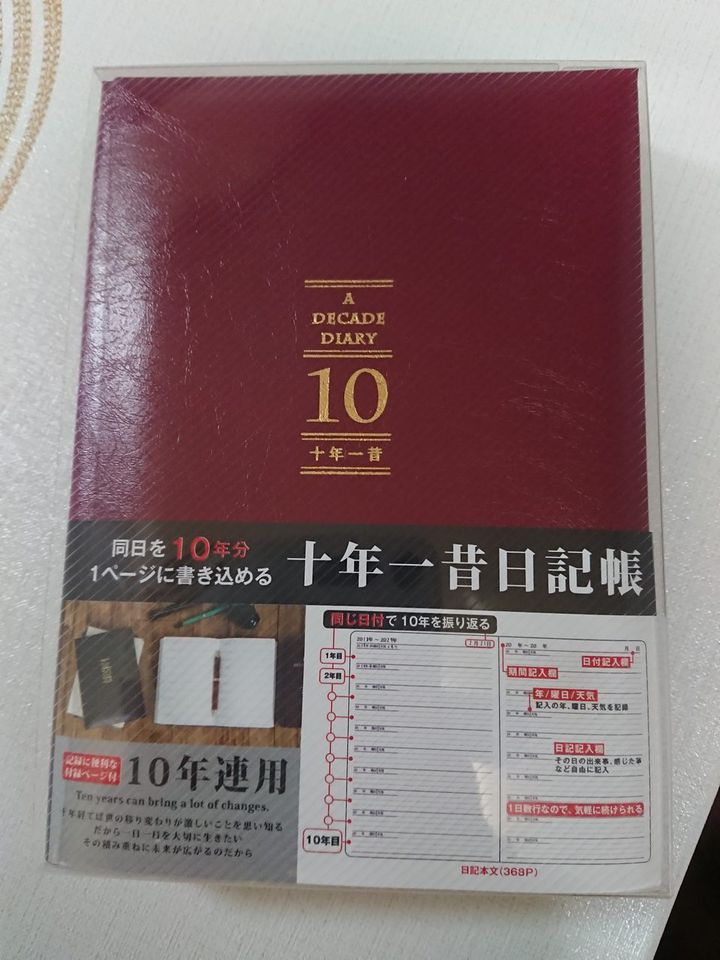 A
DECADE
DIARY
10
十年一昔
同日を10年分
1ページに書き込める
十年一昔日記帳
同じ日付で10年を振り返る
1年目
2年目
10年目
期間記入欄
日付記入欄
年/曜日/天気
記入の年、曜日、天気を記録
日記記入欄
その日の出来事、感じた事
など自由に記入
1日数行なので、気軽に続けられる
日記本文(368P)
記録に便利な
付録ページ付
10年連用
Ten years can bring a lot of changes.
十年経てば世の移り変わりが激しいことを思い知る
だから一日一日を大切に生きたい
その積み重ねに未来が広がるのだから